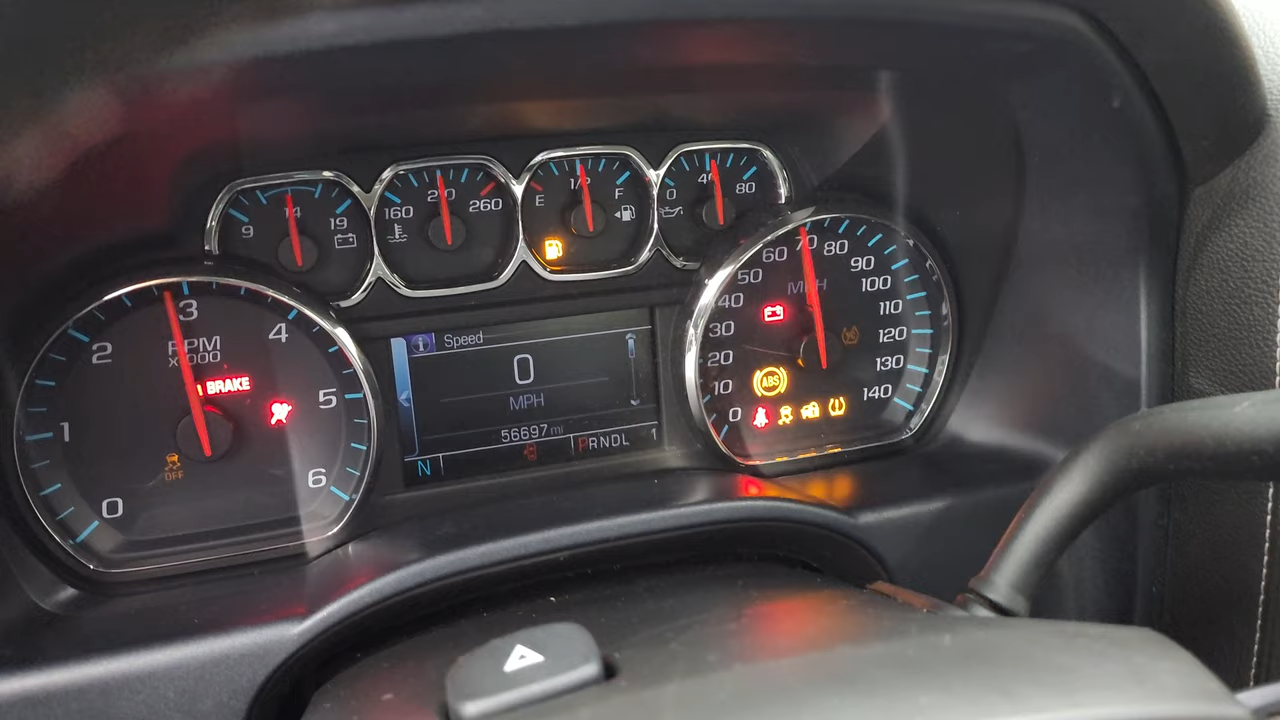 9 14 19
160 210 260
E 1/2 F
0 40 80
0 1 2 3 4 5 6
RPM
X1000
BRAKE
OFF
Speed
0
MPH
56697 mi
N PRNDL 1
0 10 20 30 40 50 60 70 80 90 100 110 120 130 140
MPH
ABS